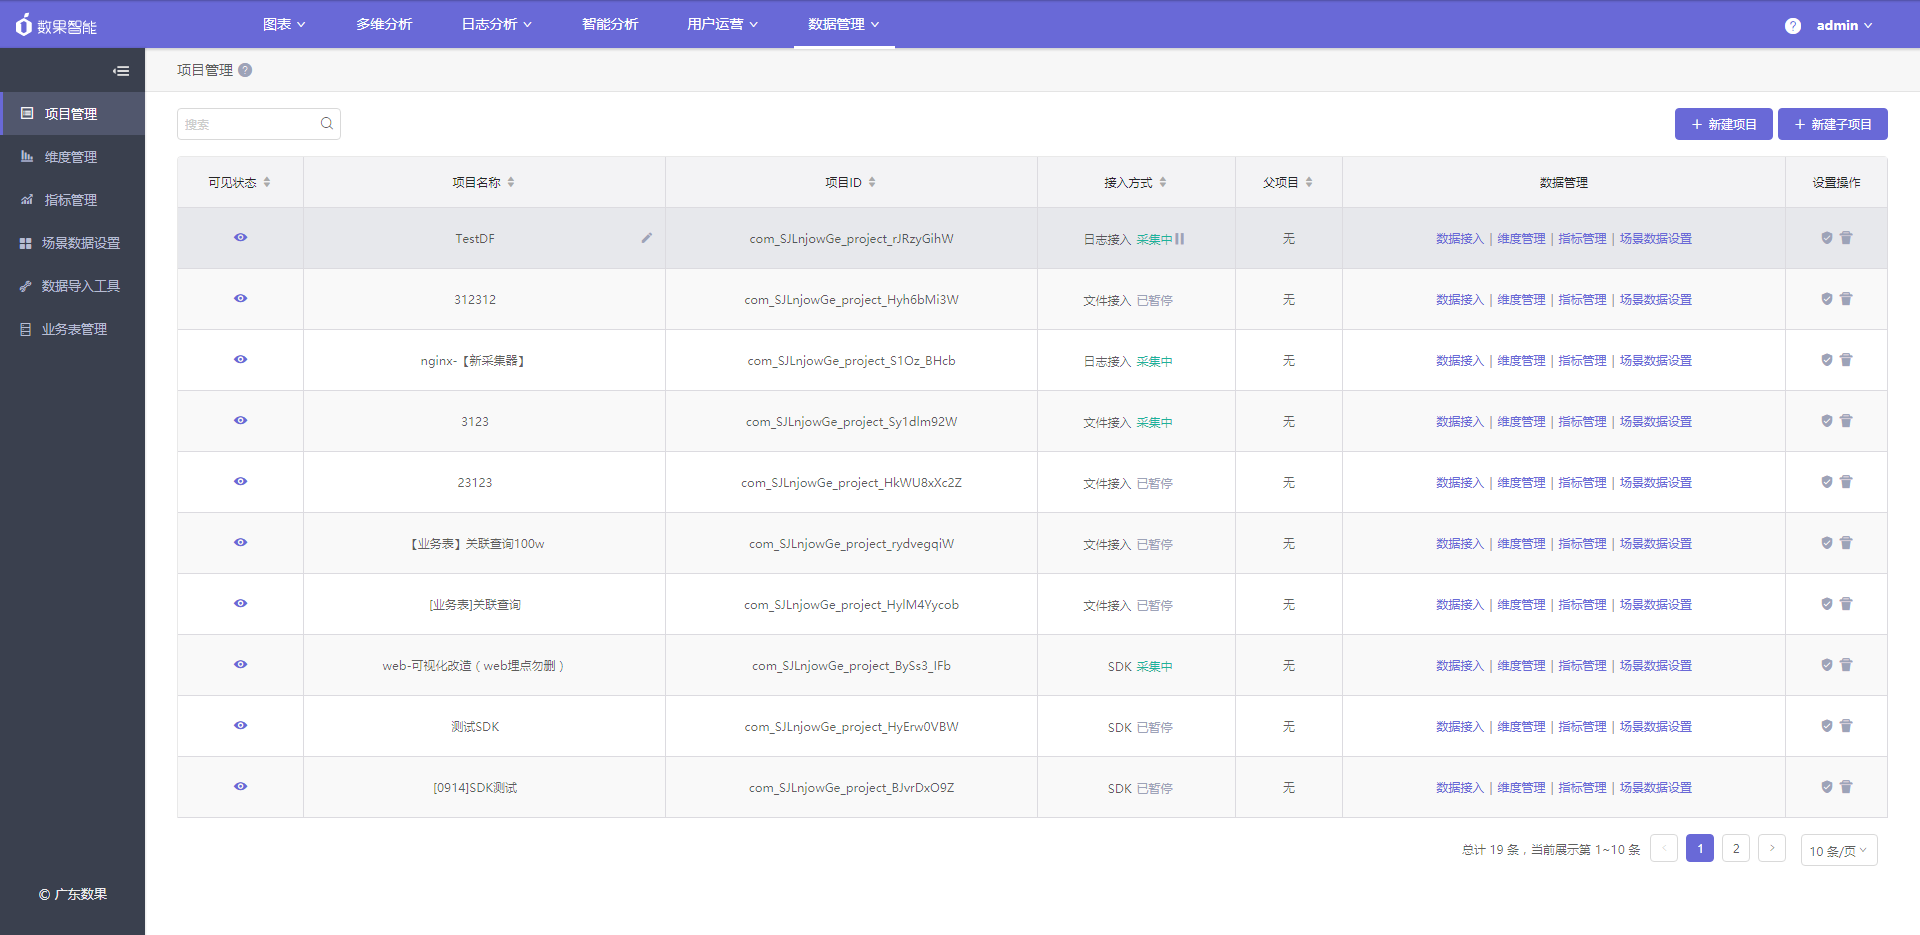 数果智能 图表 多维分析 日志分析 智能分析 用户运营 数据管理 ? admin
项目管理 ?
项目管理
维度管理
指标管理
场景数据设置
数据导入工具
业务表管理
© 广东数果
搜索 + 新建项目 + 新建子项目
可见状态 项目名称 项目ID 接入方式 父项目 数据管理 设置操作
TestDF com_SJLnjowGe_project_rJRzyGihW 日志接入 采集中 无 数据接入 | 维度管理 | 指标管理 | 场景数据设置
312312 com_SJLnjowGe_project_Hyh6bMi3W 文件接入 已暂停 无 数据接入 | 维度管理 | 指标管理 | 场景数据设置
nginx-【新采集器】 com_SJLnjowGe_project_S1Oz_BHcb 日志接入 采集中 无 数据接入 | 维度管理 | 指标管理 | 场景数据设置
3123 com_SJLnjowGe_project_Sy1dlm92W 文件接入 采集中 无 数据接入 | 维度管理 | 指标管理 | 场景数据设置
23123 com_SJLnjowGe_project_HkWU8xXc2Z 文件接入 已暂停 无 数据接入 | 维度管理 | 指标管理 | 场景数据设置
【业务表】关联查询100w com_SJLnjowGe_project_rydvegqiW 文件接入 已暂停 无 数据接入 | 维度管理 | 指标管理 | 场景数据设置
[业务表]关联查询 com_SJLnjowGe_project_HylM4Yycob 文件接入 已暂停 无 数据接入 | 维度管理 | 指标管理 | 场景数据设置
web-可视化改造（web埋点勿删） com_SJLnjowGe_project_BySs3_IFb SDK 采集中 无 数据接入 | 维度管理 | 指标管理 | 场景数据设置
测试SDK com_SJLnjowGe_project_HyErw0VBW SDK 已暂停 无 数据接入 | 维度管理 | 指标管理 | 场景数据设置
[0914]SDK测试 com_SJLnjowGe_project_BJvrDxO9Z SDK 已暂停 无 数据接入 | 维度管理 | 指标管理 | 场景数据设置
总计 19 条，当前展示第 1~10 条 < 1 2 > 10 条/页